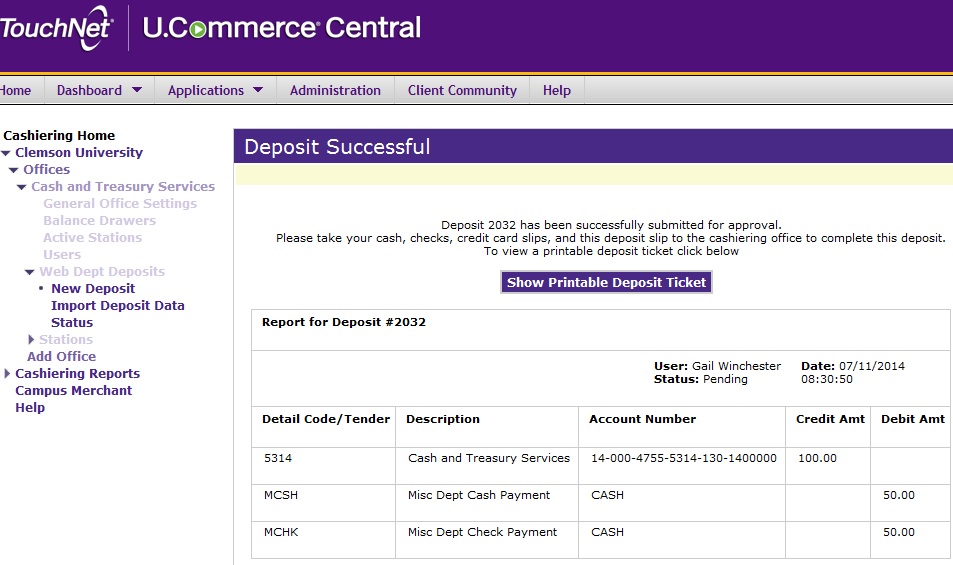 TouchNet® U.Commerce® Central
Home Dashboard Applications Administration Client Community Help
Cashiering Home
Clemson University
Offices
Cash and Treasury Services
General Office Settings
Balance Drawers
Active Stations
Users
Web Dept Deposits
• New Deposit
Import Deposit Data
Status
Stations
Add Office
Cashiering Reports
Campus Merchant
Help
Deposit Successful
Deposit 2032 has been successfully submitted for approval.
Please take your cash, checks, credit card slips, and this deposit slip to the cashiering office to complete this deposit.
To view a printable deposit ticket click below
Show Printable Deposit Ticket
Report for Deposit #2032
User: Gail Winchester Date: 07/11/2014
Status: Pending 08:30:50
Detail Code/Tender Description Account Number Credit Amt Debit Amt
5314 Cash and Treasury Services 14-000-4755-5314-130-1400000 100.00
MCSH Misc Dept Cash Payment CASH 50.00
MCHK Misc Dept Check Payment CASH 50.00